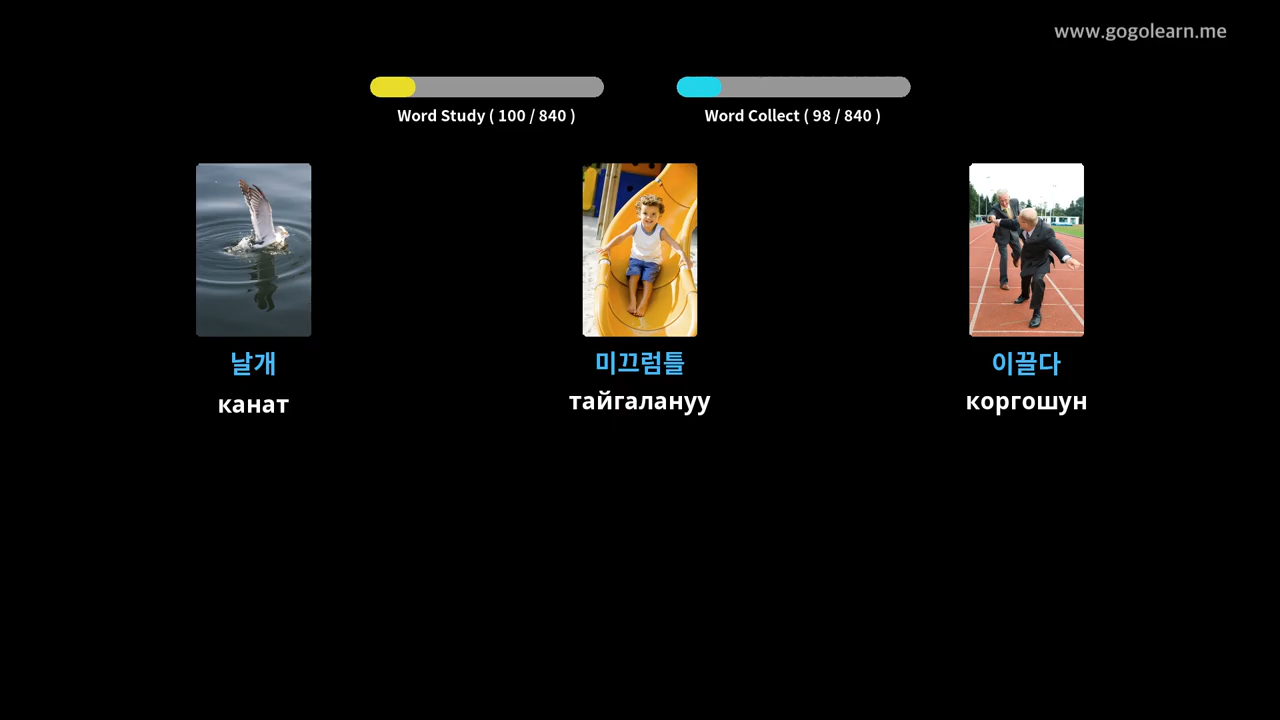 www.gogolearn.me
Word Study ( 100 / 840 )
Word Collect ( 98 / 840 )
날개
미끄럼틀
이끌다
канат
тайгалануу
коргошун